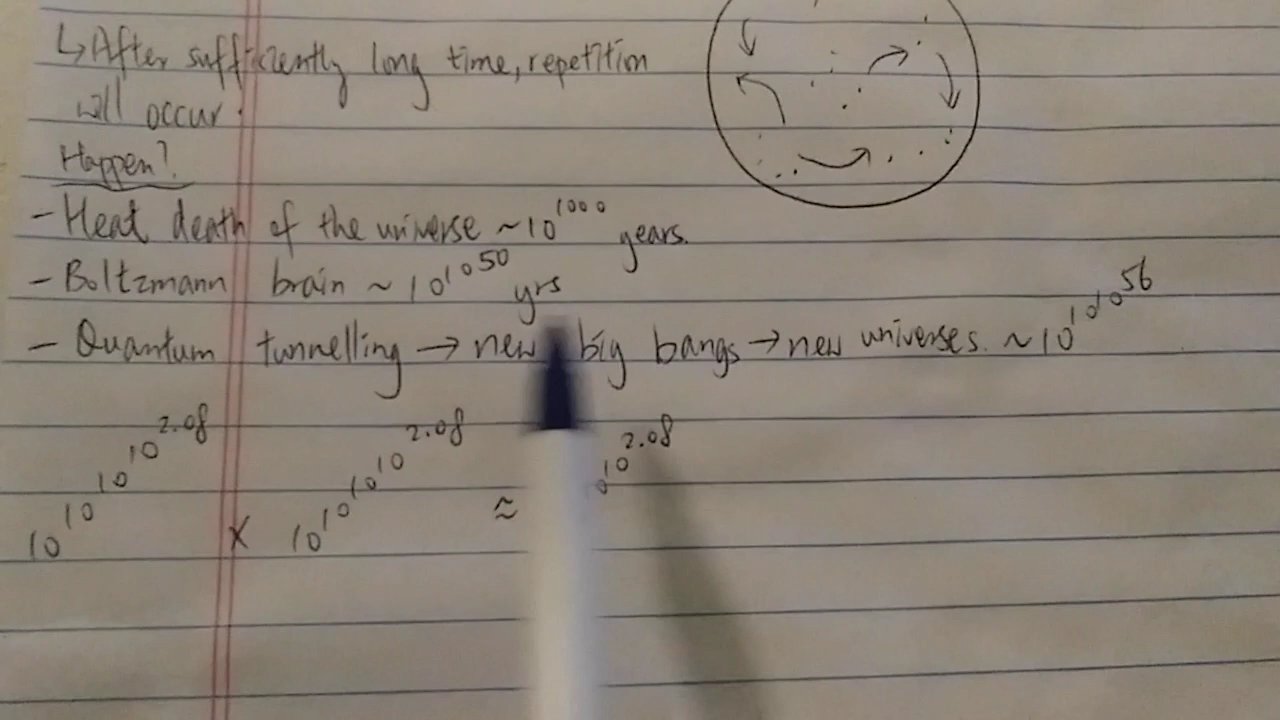 ↳After sufficiently long time, repetition
will occur.
Happen?
- Heat death of the universe ~10^1000 years.
- Boltzmann brain ~ 10^10^50 yrs
- Quantum tunnelling → new big bangs → new universes. ~10^10^10^56
10^10^10^10^2.08 × 10^10^10^10^2.08 ≈ 10^2.08